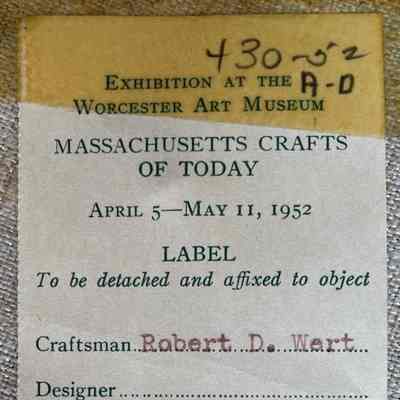 430-52
EXHIBITION AT THE A-D
WORCESTER ART MUSEUM
MASSACHUSETTS CRAFTS
OF TODAY
APRIL 5—MAY 11, 1952
LABEL
To be detached and affixed to object
Craftsman Robert D. Wert
Designer